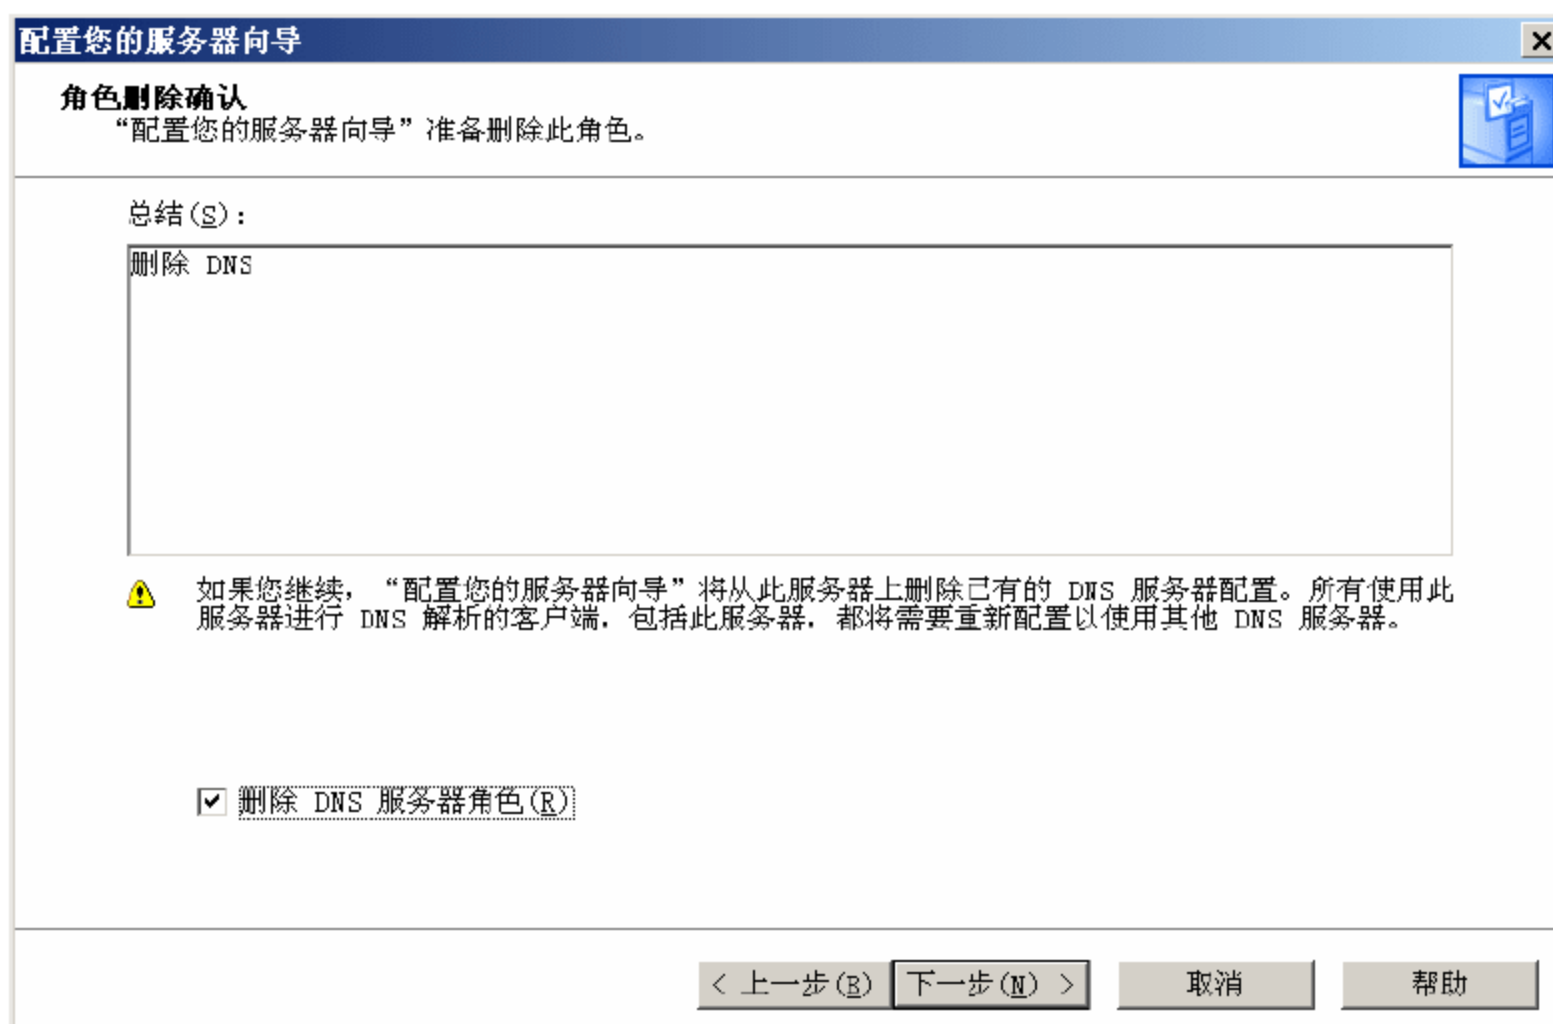 配置您的服务器向导
角色删除确认
“配置您的服务器向导”准备删除此角色。
总结(S):
删除 DNS
如果您继续，“配置您的服务器向导”将从此服务器上删除已有的 DNS 服务器配置。所有使用此
服务器进行 DNS 解析的客户端，包括此服务器，都将需要重新配置以使用其他 DNS 服务器。
删除 DNS 服务器角色(R)
< 上一步(B) 下一步(N) > 取消 帮助